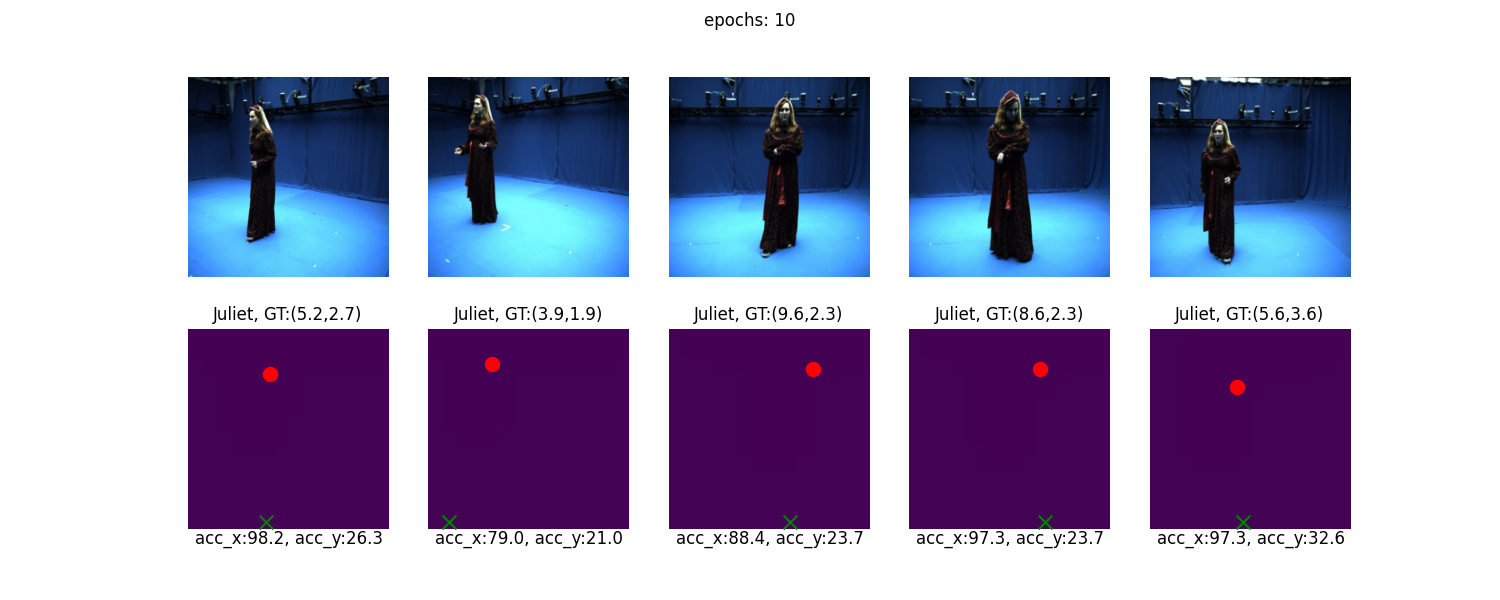 epochs: 10
Juliet, GT:(5.2,2.7)
Juliet, GT:(3.9,1.9)
Juliet, GT:(9.6,2.3)
Juliet, GT:(8.6,2.3)
Juliet, GT:(5.6,3.6)
acc_x:98.2, acc_y:26.3
acc_x:79.0, acc_y:21.0
acc_x:88.4, acc_y:23.7
acc_x:97.3, acc_y:23.7
acc_x:97.3, acc_y:32.6